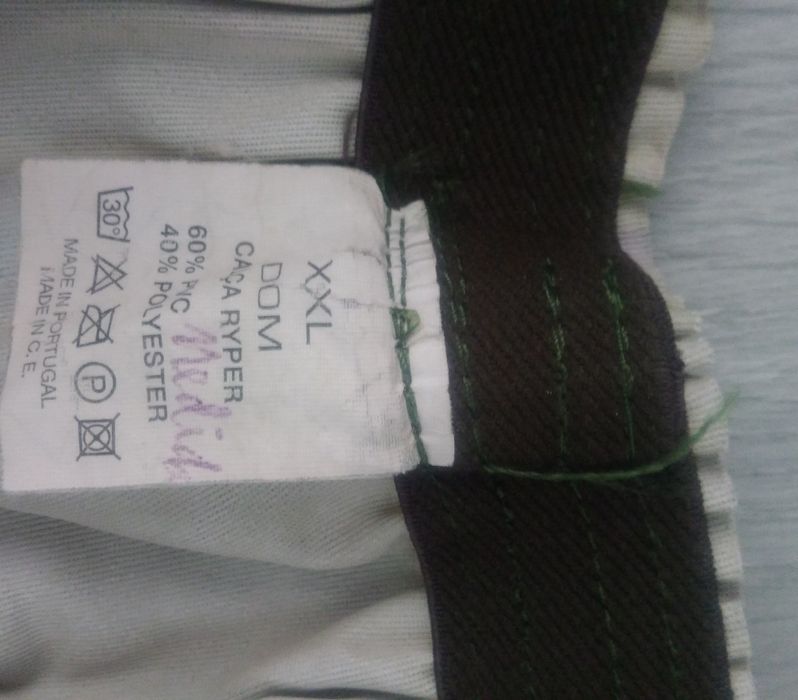 XXL
DOM
CAÇA RYPER
60% PVC
40% POLYESTER
30°
P
MADE IN PORTUGAL
MADE IN C. E.